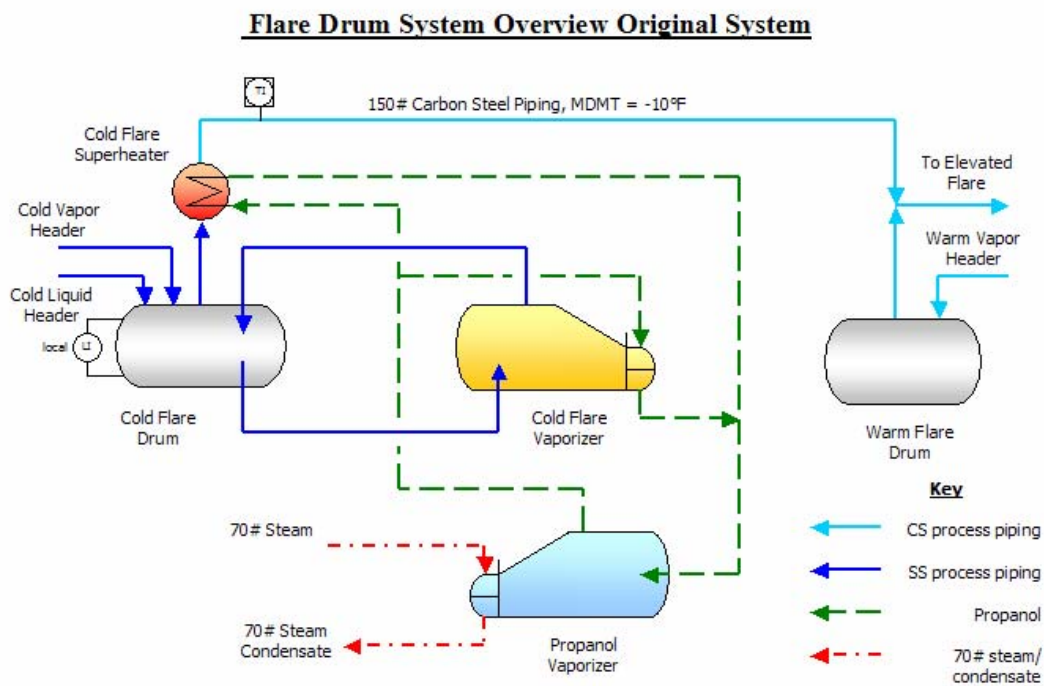 Flare Drum System Overview Original System
TI
150# Carbon Steel Piping, MDMT = -10°F
Cold Flare
Superheater
To Elevated
Flare
Cold Vapor
Header
Warm Vapor
Header
Cold Liquid
Header
local
LI
Cold Flare
Drum
Cold Flare
Vaporizer
Warm Flare
Drum
Key
70# Steam
CS process piping
SS process piping
70# Steam
Condensate
Propanol
Vaporizer
Propanol
70# steam/
condensate